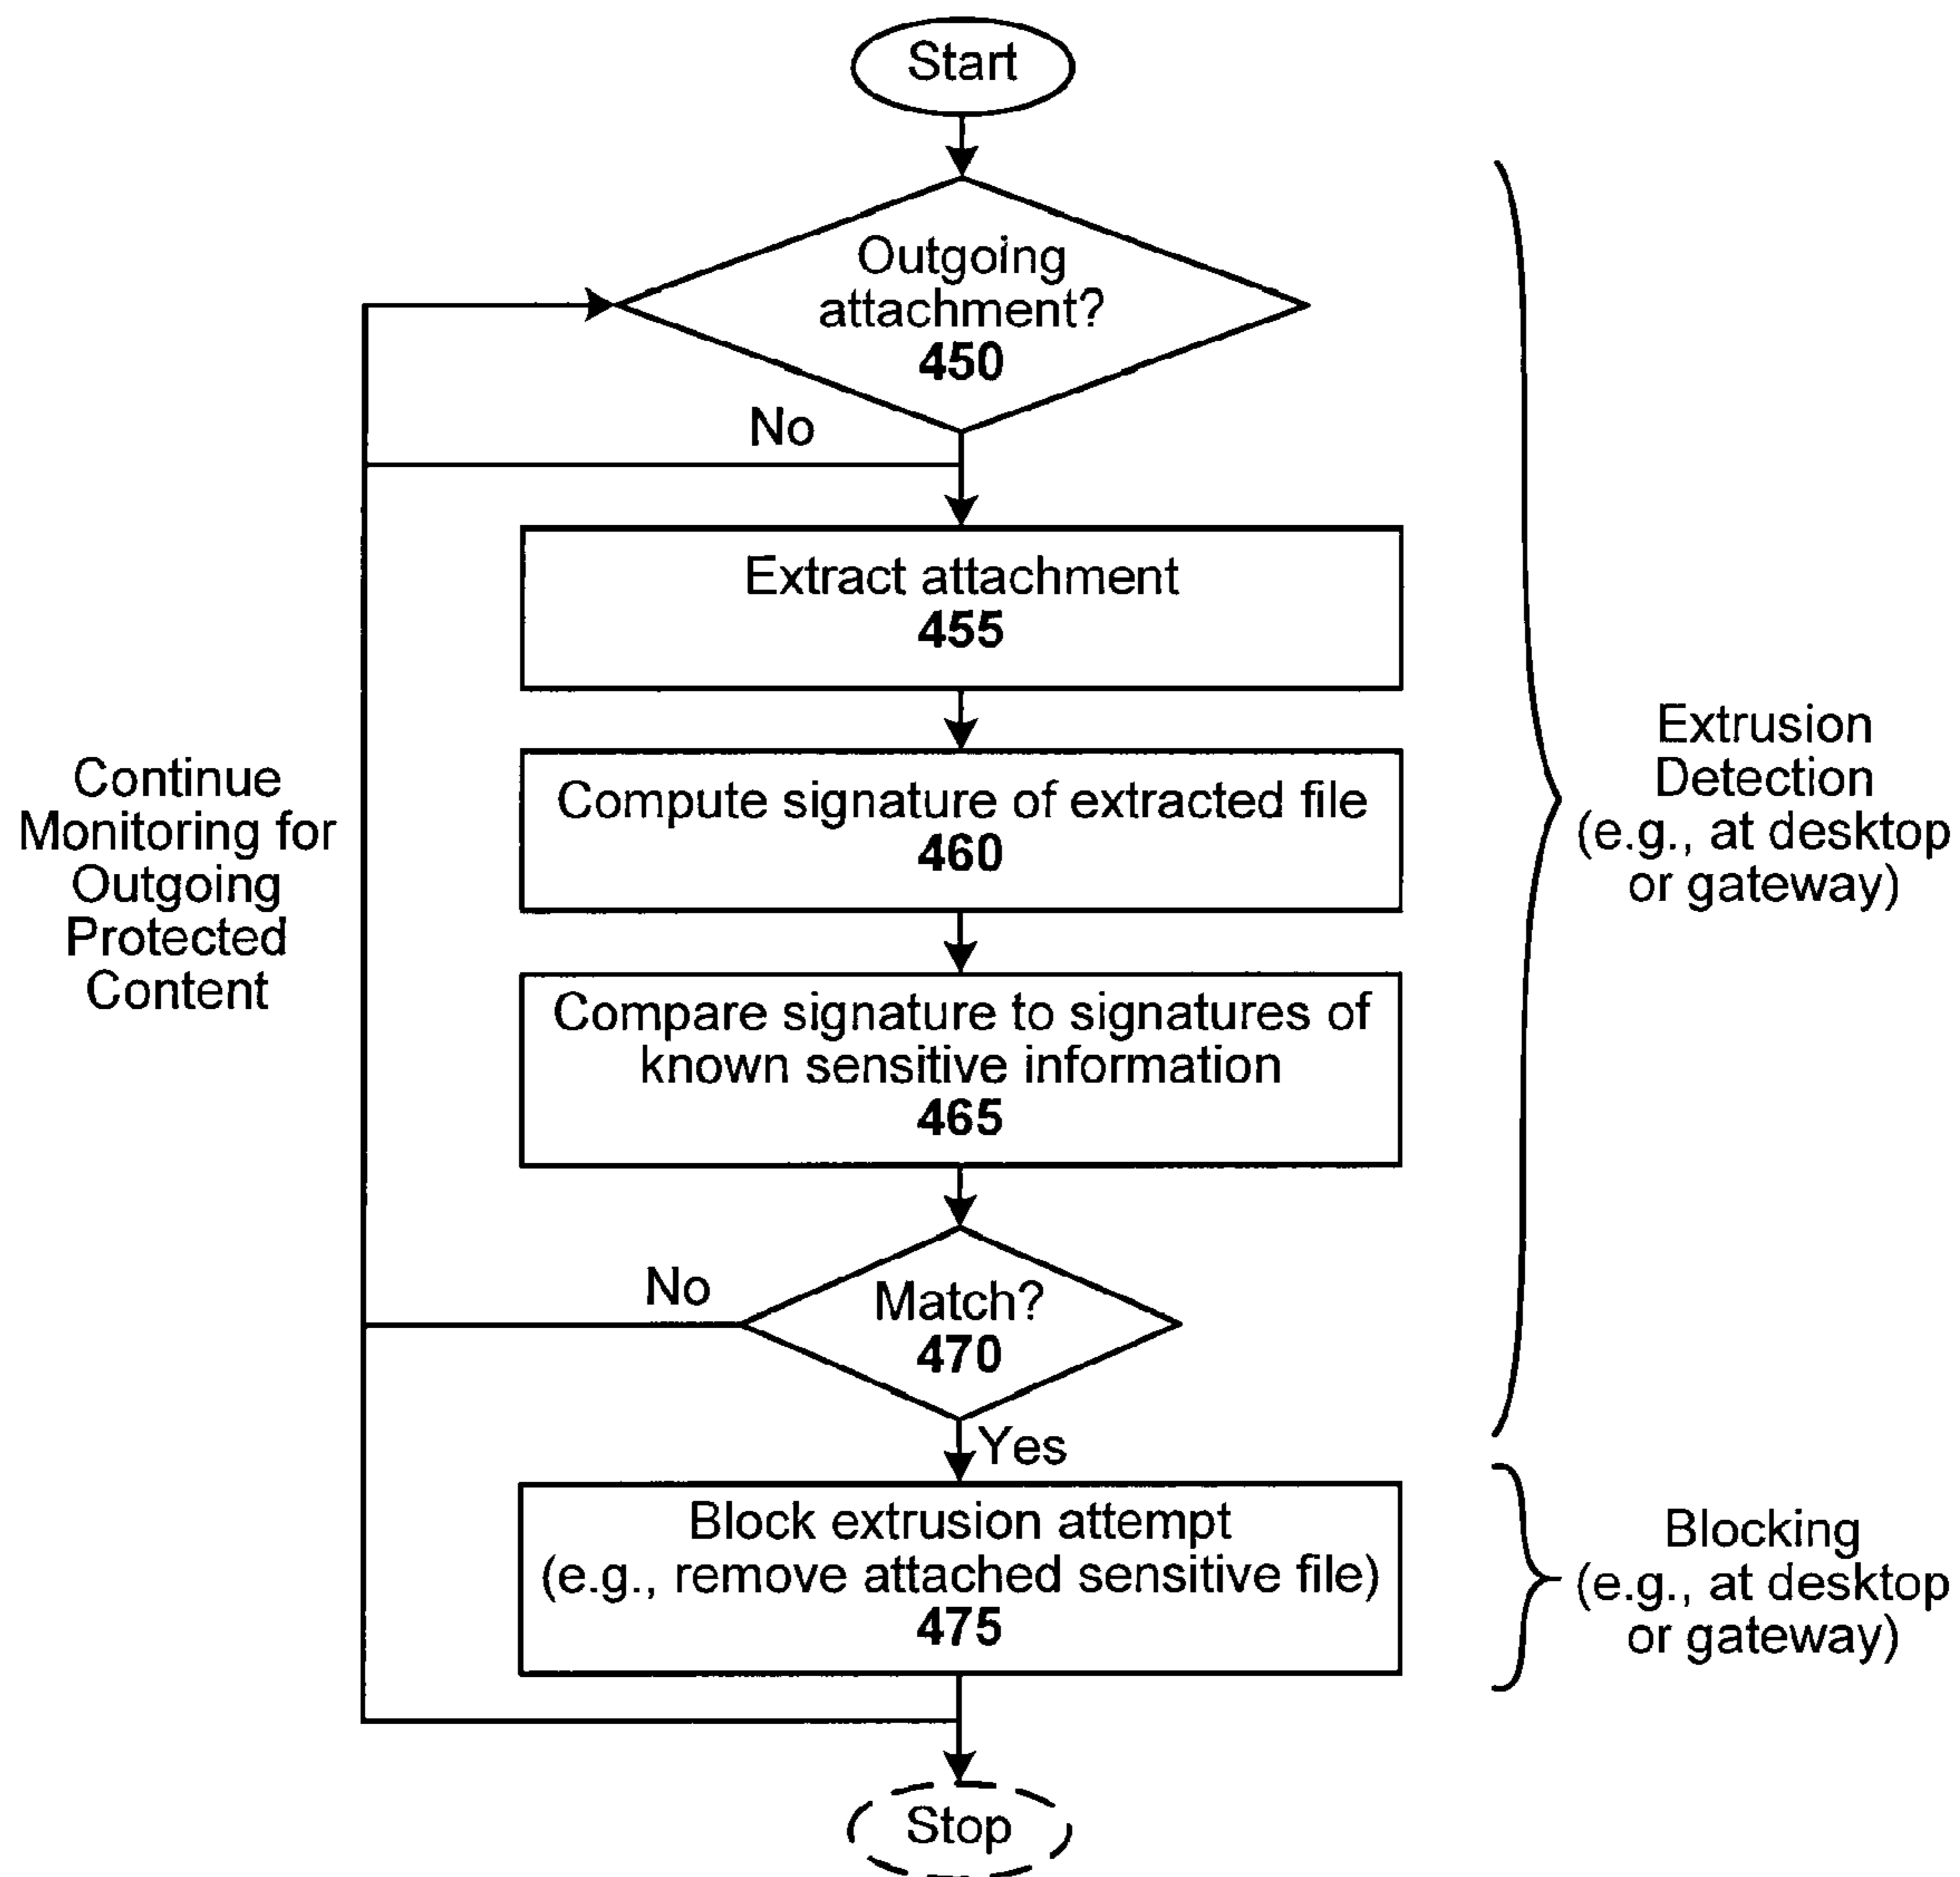 Start
Outgoing
attachment?
450
No
Extract attachment
455
Compute signature of extracted file
460
Compare signature to signatures of
known sensitive information
465
No
Match?
470
Yes
Block extrusion attempt
(e.g., remove attached sensitive file)
475
Stop
Continue
Monitoring for
Outgoing
Protected
Content
Extrusion
Detection
(e.g., at desktop
or gateway)
Blocking
(e.g., at desktop
or gateway)